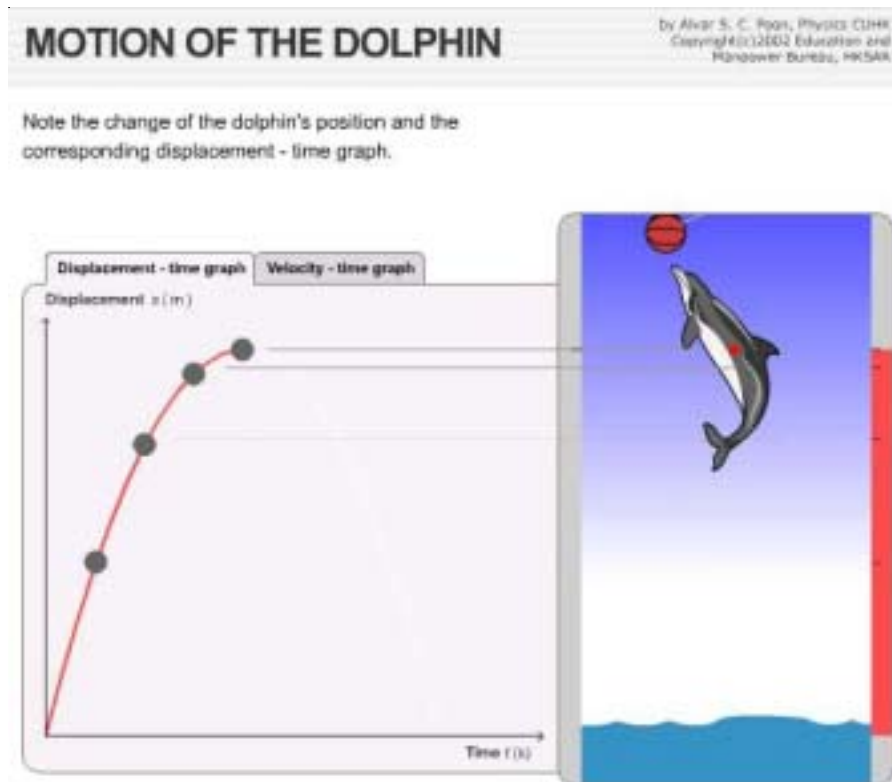 MOTION OF THE DOLPHIN
by Alvar S. C. Poon, Physics CUHK
Copyright(c)2002 Education and
Manpower Bureau, HKSAR
Note the change of the dolphin's position and the
corresponding displacement - time graph.
Displacement - time graph
Velocity - time graph
Displacement s(m)
Time t(s)